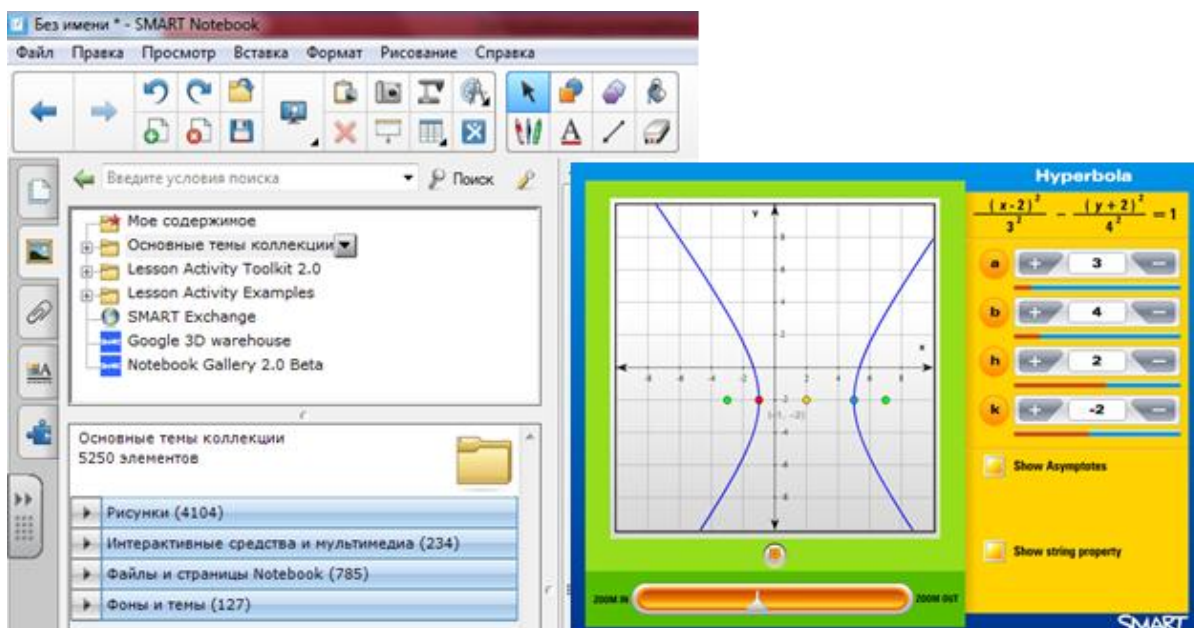 Без имени * - SMART Notebook
Файл Правка Просмотр Вставка Формат Рисование Справка
Введите условия поиска
Поиск
Мое содержимое
Основные темы коллекции
Lesson Activity Toolkit 2.0
Lesson Activity Examples
SMART Exchange
Google 3D warehouse
Notebook Gallery 2.0 Beta
Основные темы коллекции
5250 элементов
Рисунки (4104)
Интерактивные средства и мультимедиа (234)
Файлы и страницы Notebook (785)
Фоны и темы (127)
y
x
(-1, -2)
ZOOM IN
ZOOM OUT
Hyperbola
(x-2)²/3² - (y+2)²/4² = 1
a + 3 -
b + 4 -
h + 2 -
k + -2 -
Show Asymptotes
Show string property
SMART